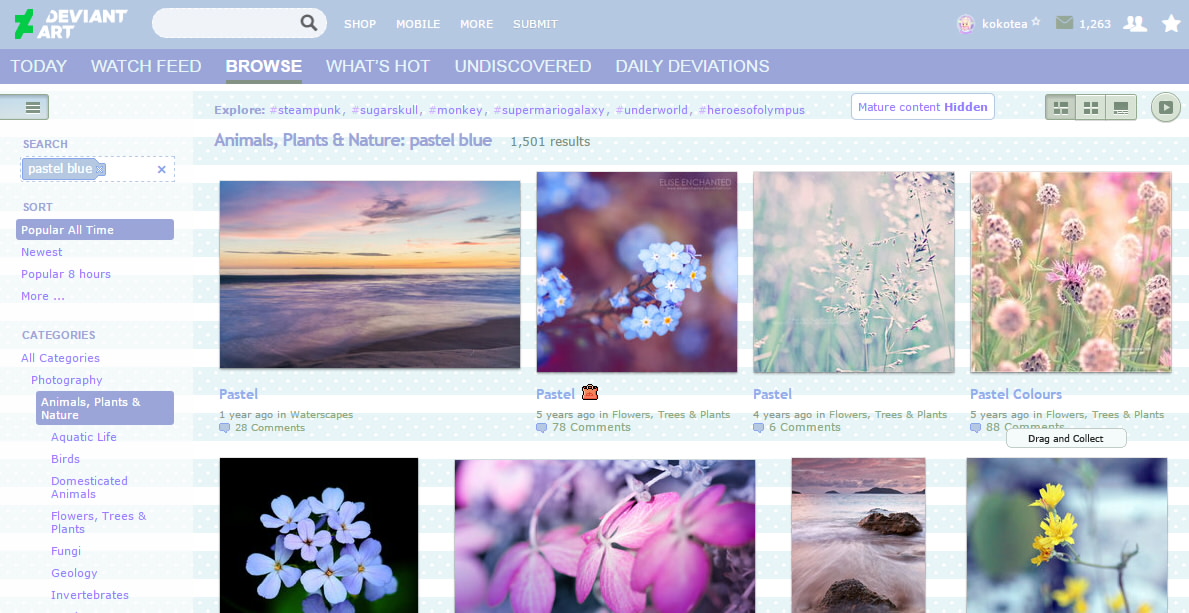 DEVIANT ART
SHOP MOBILE MORE SUBMIT
kokotea 1,263
TODAY WATCH FEED BROWSE WHAT'S HOT UNDISCOVERED DAILY DEVIATIONS
Explore: #steampunk, #sugarskull, #monkey, #supermariogalaxy, #underworld, #heroesofolympus
Mature content Hidden
Animals, Plants & Nature: pastel blue 1,501 results
SEARCH
pastel blue
SORT
Popular All Time
Newest
Popular 8 hours
More ...
CATEGORIES
All Categories
Photography
Animals, Plants &
Nature
Aquatic Life
Birds
Domesticated
Animals
Flowers, Trees &
Plants
Fungi
Geology
Invertebrates
ELISE ENCHANTED
Pastel
1 year ago in Waterscapes
28 Comments
Pastel
5 years ago in Flowers, Trees & Plants
78 Comments
Pastel
4 years ago in Flowers, Trees & Plants
6 Comments
Pastel Colours
5 years ago in Flowers, Trees & Plants
88 Comments
Drag and Collect